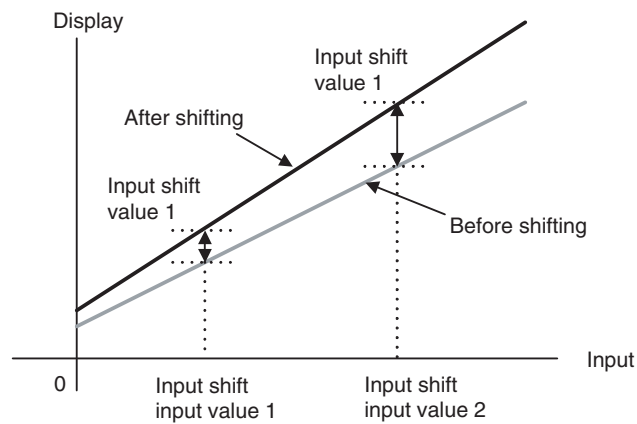 Display
Input shift
value 1
After shifting
Input shift
value 1
Before shifting
Input
0
Input shift
input value 1
Input shift
input value 2